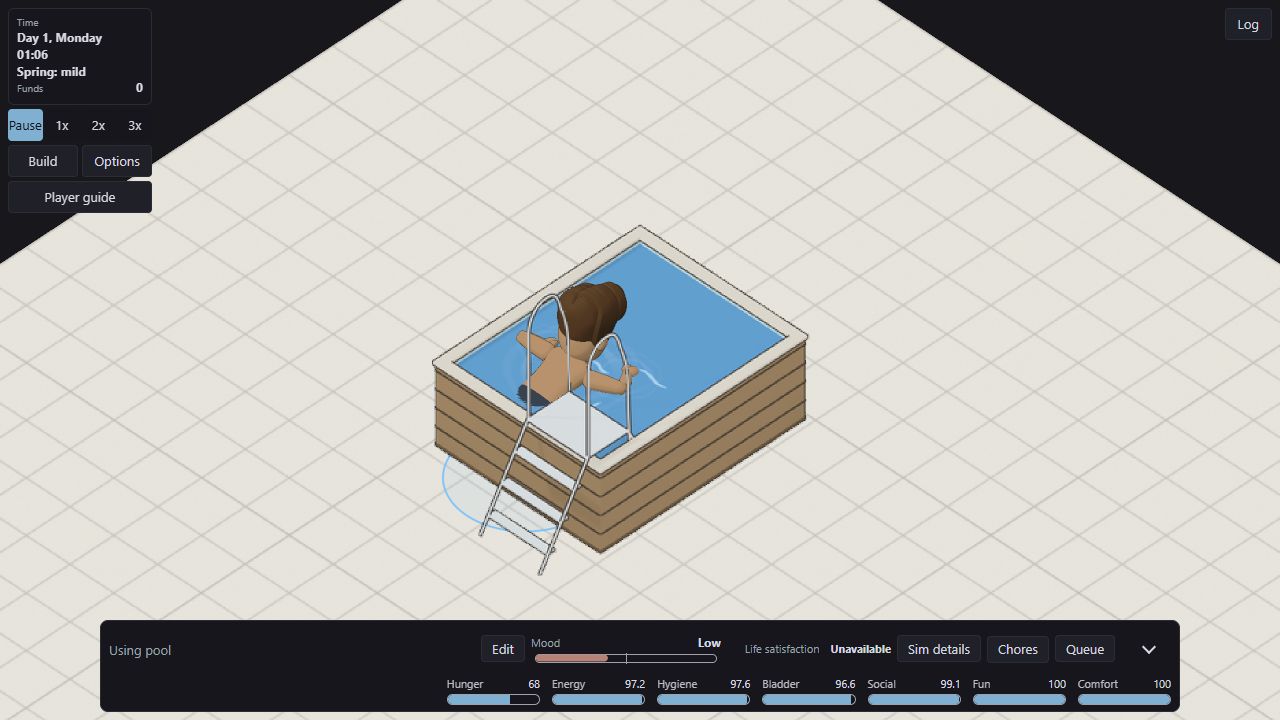 Time
Day 1, Monday
01:06
Spring: mild
Funds 0
Pause 1x 2x 3x
Build Options
Player guide
Log
Using pool
Edit
Mood Low
Life satisfaction Unavailable
Sim details
Chores
Queue
Hunger 68
Energy 97.2
Hygiene 97.6
Bladder 96.6
Social 99.1
Fun 100
Comfort 100